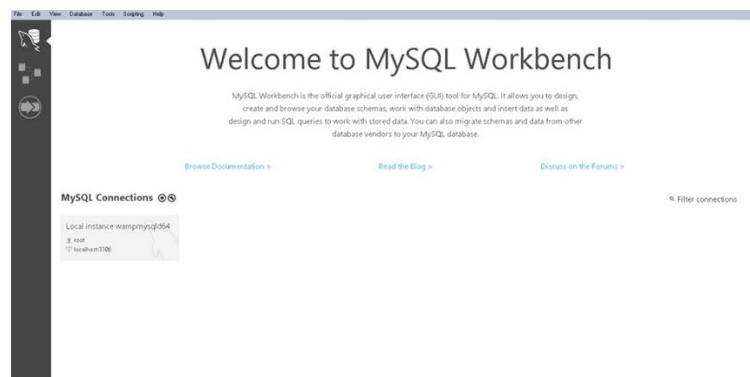 File Edit View Database Tools Scripting Help
Welcome to MySQL Workbench
MySQL Workbench is the official graphical user interface (GUI) tool for MySQL. It allows you to design,
create and browse your database schemas, work with database objects and insert data as well as
design and run SQL queries to work with stored data. You can also migrate schemas and data from other
database vendors to your MySQL database.
Browse Documentation > Read the Blog > Discuss on the Forums >
MySQL Connections
Filter connections
Local instance wampmysqld64
root
localhost:3306